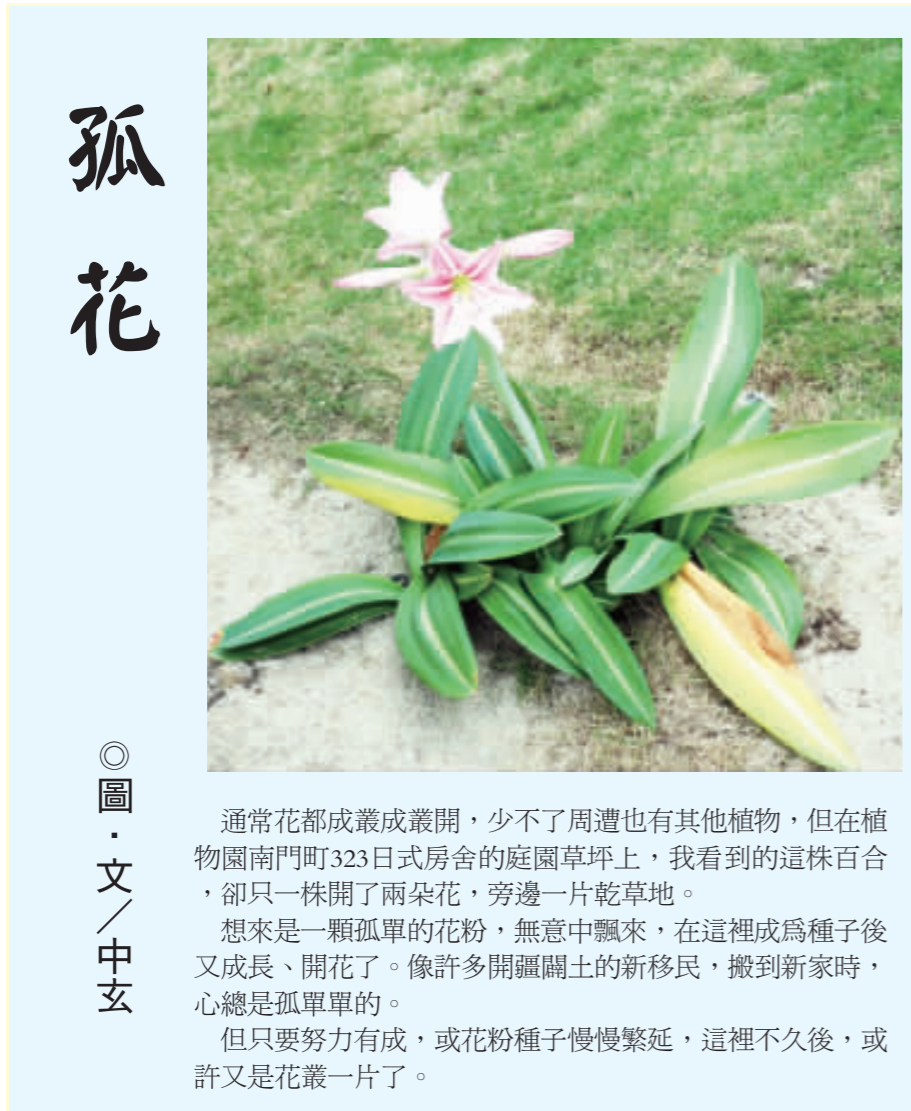 孤花
◎圖．文／中玄
通常花都成叢成叢開，少不了周遭也有其他植物，但在植
物園南門町323日式房舍的庭園草坪上，我看到的這株百合
，卻只一株開了兩朵花，旁邊一片乾草地。
想來是一顆孤單的花粉，無意中飄來，在這裡成為種子後
又成長、開花了。像許多開疆闢土的新移民，搬到新家時，
心總是孤單單的。
但只要努力有成，或花粉種子慢慢繁延，這裡不久後，或
許又是花叢一片了。